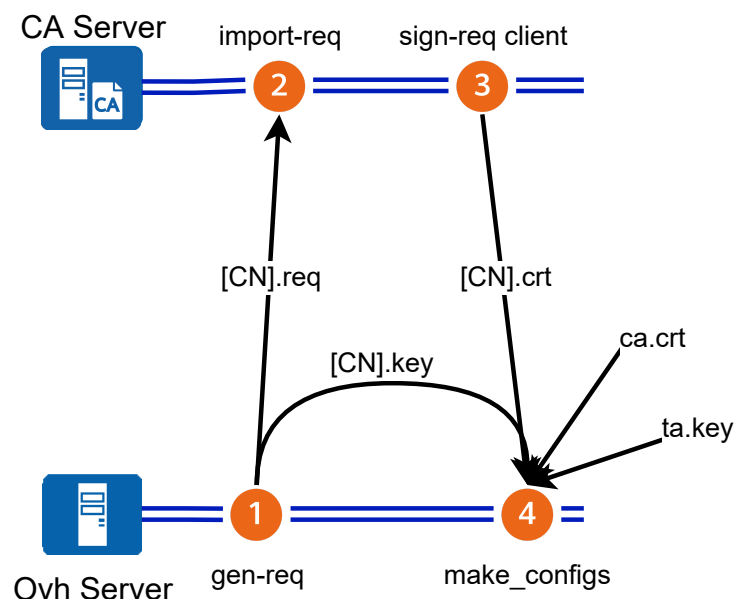 CA Server
import-req
sign-req client
CA
2
3
[CN].req
[CN].crt
ca.crt
[CN].key
ta.key
1
4
Ovh Server
gen-req
make_configs